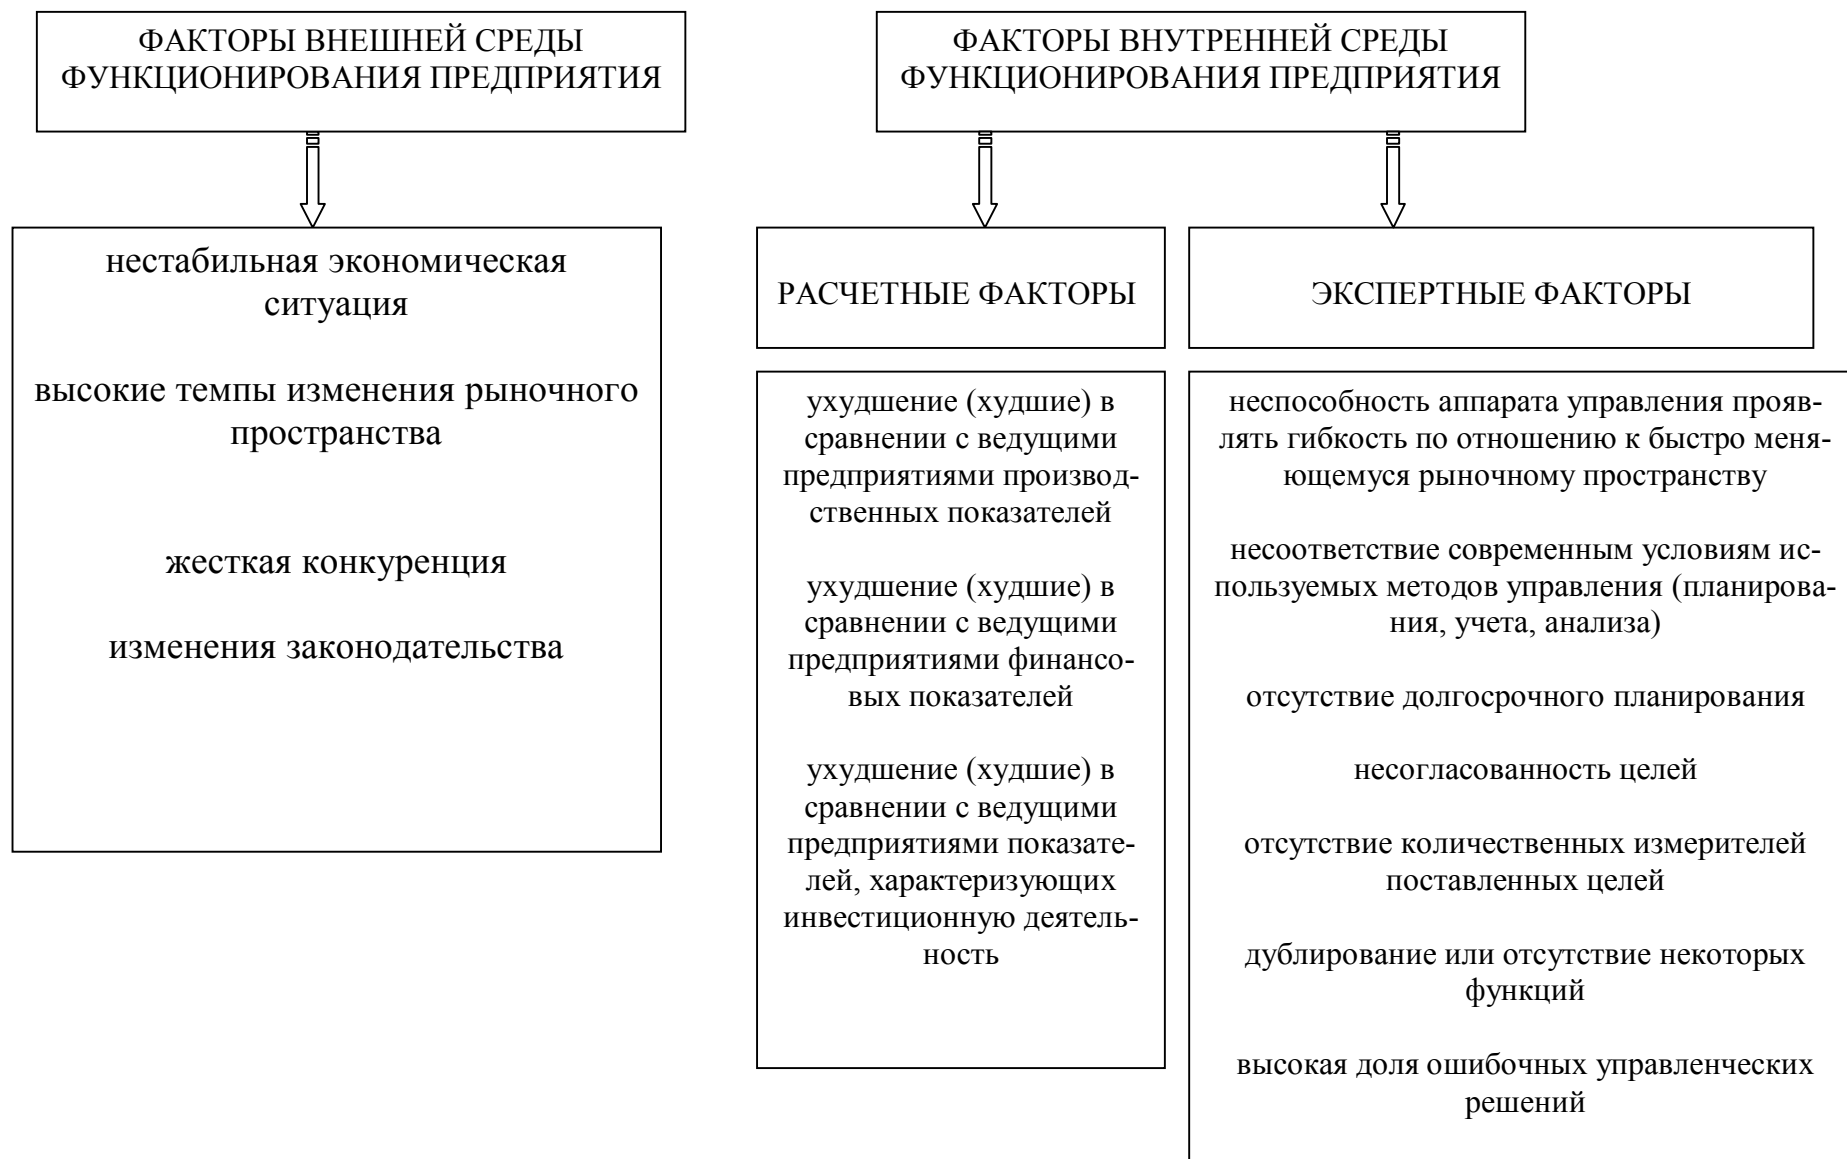 ФАКТОРЫ ВНЕШНЕЙ СРЕДЫ
ФУНКЦИОНИРОВАНИЯ ПРЕДПРИЯТИЯ
нестабильная экономическая
ситуация
высокие темпы изменения рыночного
пространства
жесткая конкуренция
изменения законодательства
ФАКТОРЫ ВНУТРЕННЕЙ СРЕДЫ
ФУНКЦИОНИРОВАНИЯ ПРЕДПРИЯТИЯ
РАСЧЕТНЫЕ ФАКТОРЫ
ухудшение (худшие) в
сравнении с ведущими
предприятиями производ-
ственных показателей
ухудшение (худшие) в
сравнении с ведущими
предприятиями финансо-
вых показателей
ухудшение (худшие) в
сравнении с ведущими
предприятиями показате-
лей, характеризующих
инвестиционную деятель-
ность
ЭКСПЕРТНЫЕ ФАКТОРЫ
неспособность аппарата управления прояв-
лять гибкость по отношению к быстро меня-
ющемуся рыночному пространству
несоответствие современным условиям ис-
пользуемых методов управления (планирова-
ния, учета, анализа)
отсутствие долгосрочного планирования
несогласованность целей
отсутствие количественных измерителей
поставленных целей
дублирование или отсутствие некоторых
функций
высокая доля ошибочных управленческих
решений